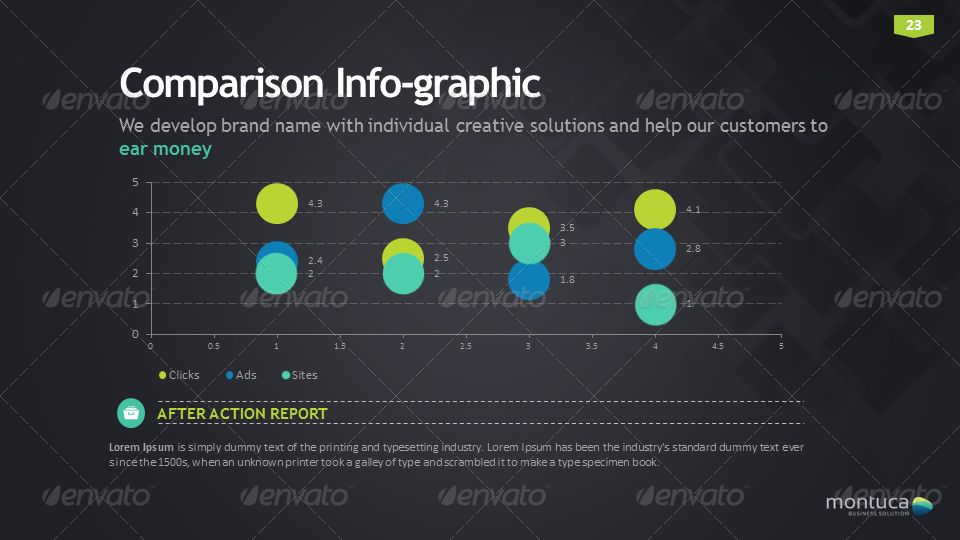 23
Comparison Info-graphic
We develop brand name with individual creative solutions and help our customers to
ear money
5
4
3
2
1
0
4.3
2.4
2
4.3
2.5
2
3.5
3
1.8
4.1
2.8
1
0 0.5 1 1.5 2 2.5 3 3.5 4 4.5 5
Clicks Ads Sites
AFTER ACTION REPORT
Lorem Ipsum is simply dummy text of the printing and typesetting industry. Lorem Ipsum has been the industry's standard dummy text ever
since the 1500s, when an unknown printer took a galley of type and scrambled it to make a type specimen book.
montuca
BUSINESS SOLUTION
envato envato envato envato envato
envato envato envato envato envato
envato envato envato envato envato